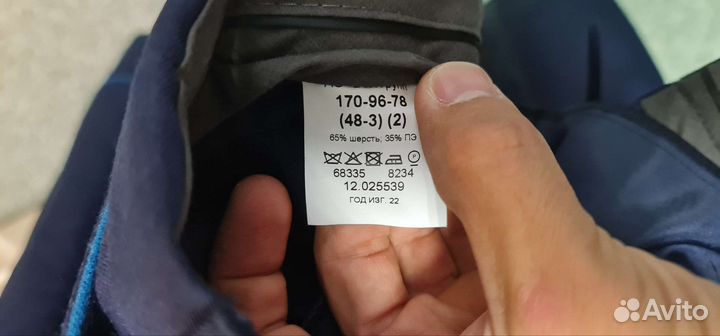 170-96-78
(48-3) (2)
65% шерсть, 35% ПЭ
P
68335 8234
12.025539
ГОД ИЗГ. 22
Avito